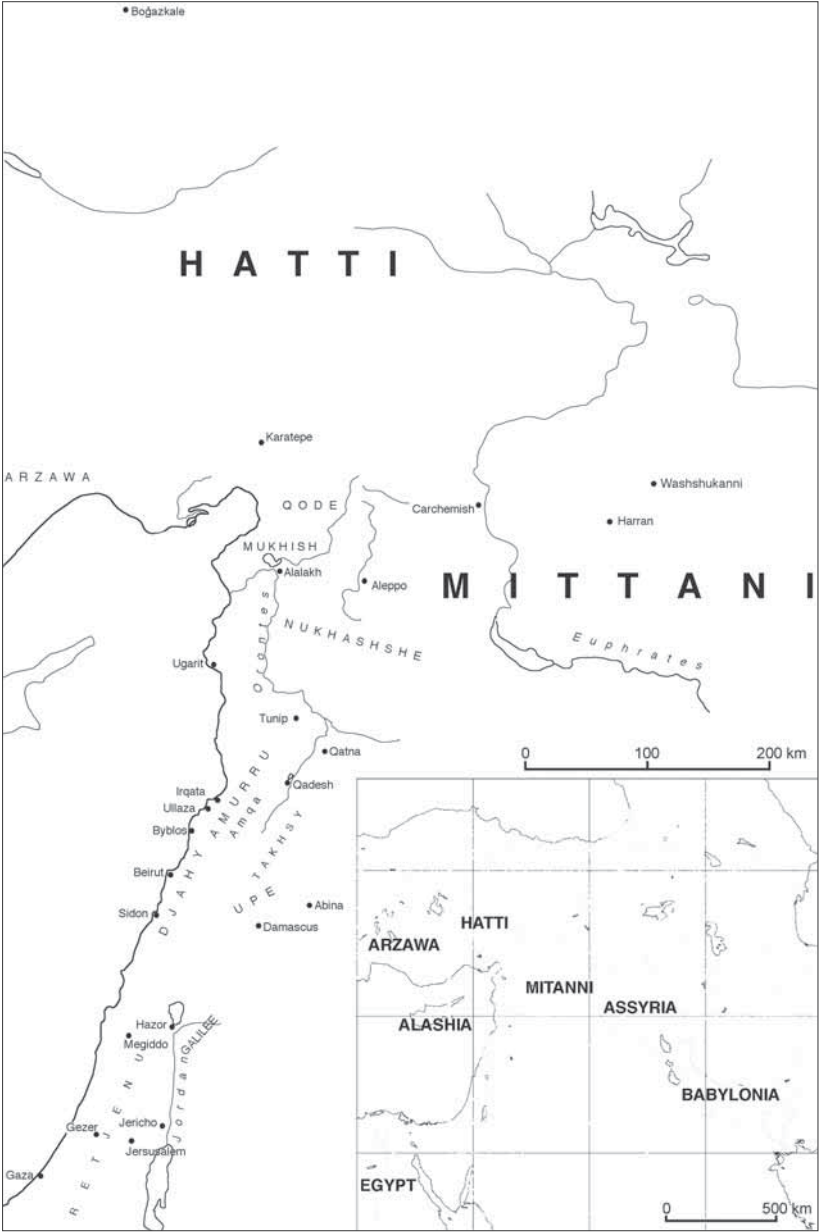 Boğazkale
HATTI
Karatepe
ARZAWA
Washshukanni
QODE
Carchemish
Harran
MUKHISH
Alalakh
Aleppo
MITTANI
Orontes
NUKHASHSHE
Euphrates
Ugarit
Tunip
Qatna
0 100 200 km
Qadesh
Irqata
Ullaza
AMURRU
Amqa
Byblos
TAKHSY
Beirut
DJAHY
UPE
Abina
Sidon
Damascus
Hazor
Megiddo
GALILBE
Jordan
RETJENU
Gezer
Jericho
Jersusalem
Gaza
HATTI
ARZAWA
MITANNI
ASSYRIA
ALASHIA
BABYLONIA
EGYPT
0 500 km